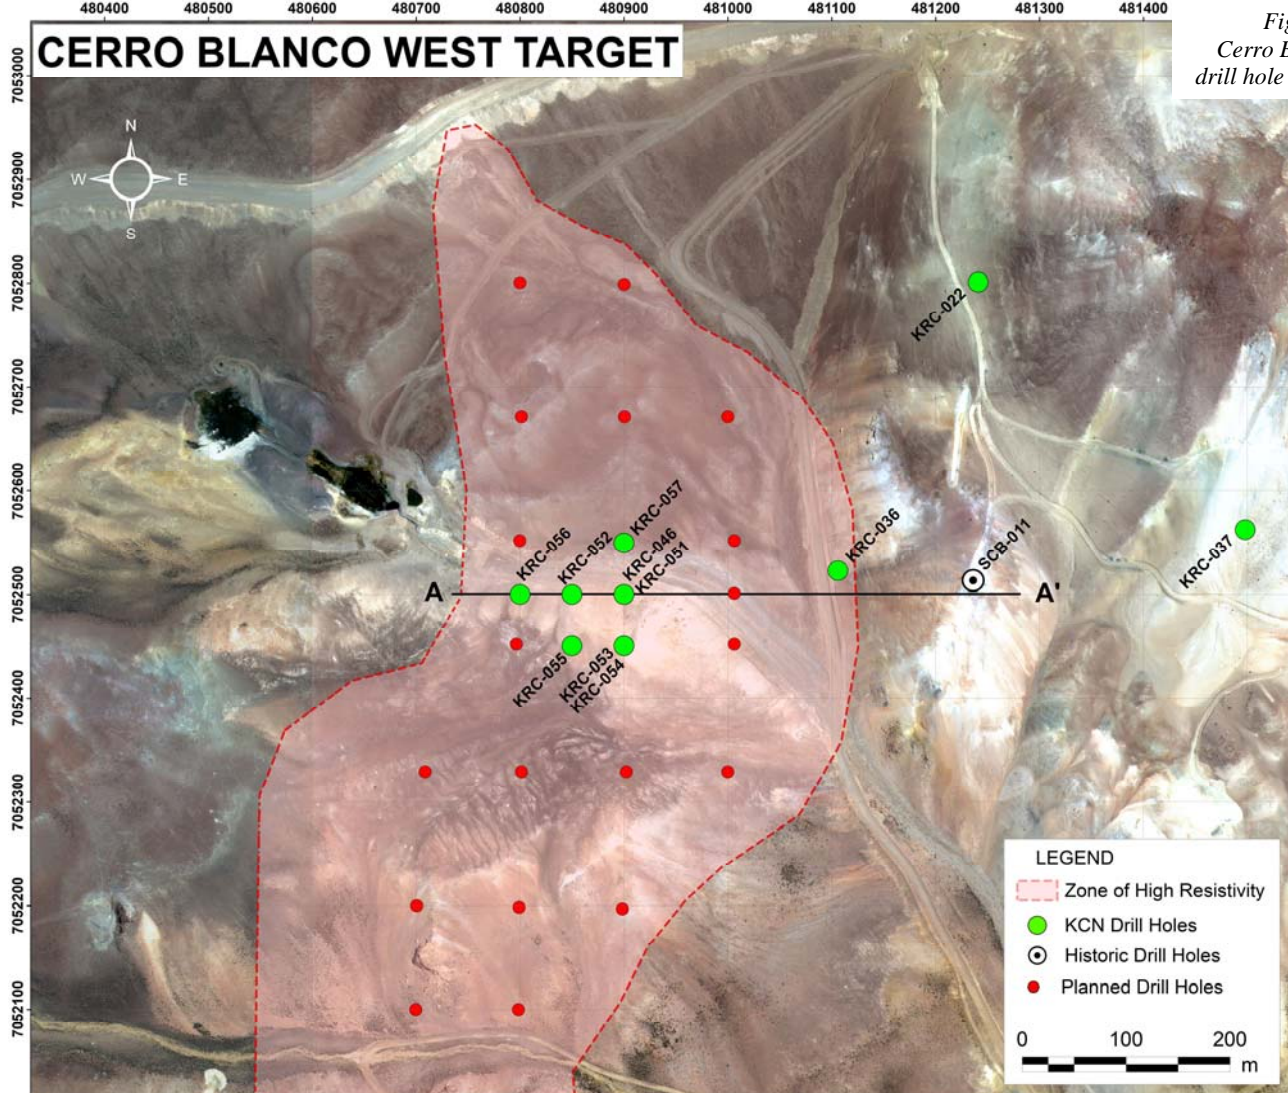 480400 480500 480600 480700 480800 480900 481000 481100 481200 481300 481400
Fig
Cerro B
drill hole
CERRO BLANCO WEST TARGET
7053000
7052900
7052800
7052700
7052600
7052500
7052400
7052300
7052200
7052100
N
W E
S
KRC-022
KRC-057
KRC-056
KRC-052
KRC-046
KRC-051
KRC-036
SCB-011
KRC-037
A A'
KRC-055
KRC-053
KRC-054
LEGEND
Zone of High Resistivity
KCN Drill Holes
Historic Drill Holes
Planned Drill Holes
0 100 200
m